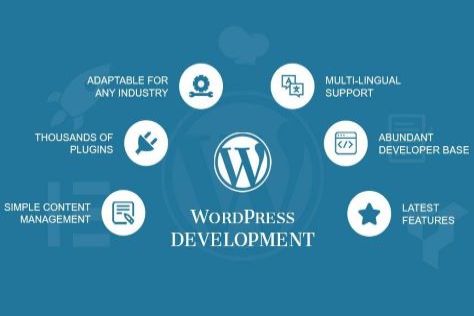 ADAPTABLE FOR
ANY INDUSTRY
MULTI-LINGUAL
SUPPORT
THOUSANDS OF
PLUGINS
ABUNDANT
DEVELOPER BASE
SIMPLE CONTENT
MANAGEMENT
LATEST
FEATURES
WORDPRESS
DEVELOPMENT